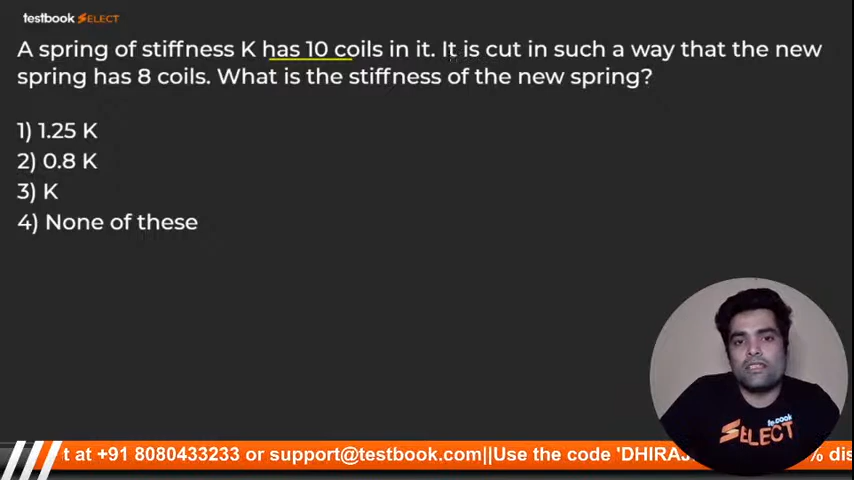 testbook SELECT
A spring of stiffness K has 10 coils in it. It is cut in such a way that the new
spring has 8 coils. What is the stiffness of the new spring?
1) 1.25 K
2) 0.8 K
3) K
4) None of these
SELECT
t at +91 8080433233 or support@testbook.com||Use the code 'DHIRAJ % dis